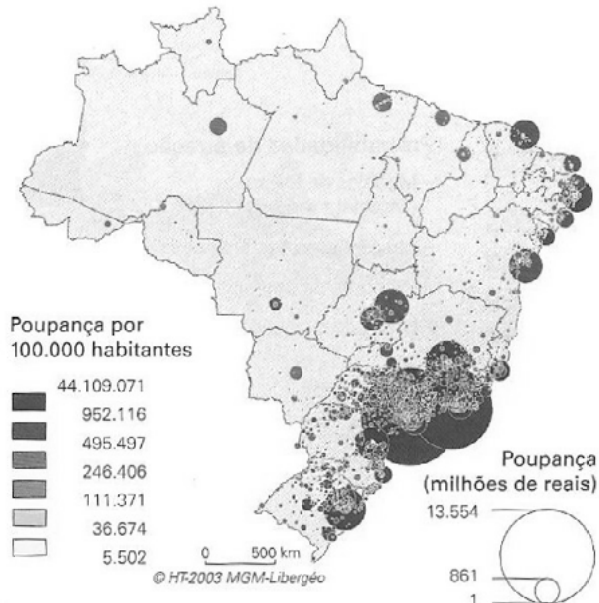 Poupança por
100.000 habitantes
44.109.071
952.116
495.497
246.406
111.371
36.674
5.502
0 500 km
© HT-2003 MGM-Libergéo
Poupança
(milhões de reais)
13.554
861
1